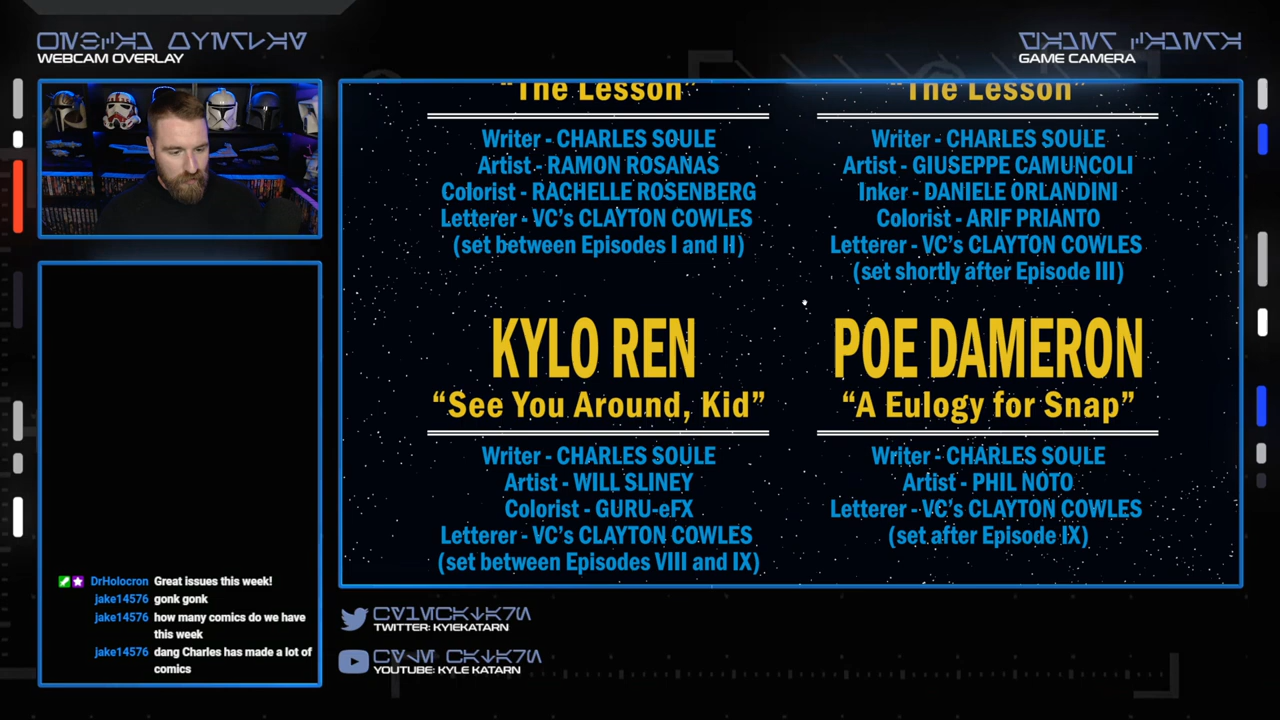 WEBCAM OVERLAY
GAME CAMERA
"The Lesson"
Writer - CHARLES SOULE
Artist - RAMON ROSANAS
Colorist - RACHELLE ROSENBERG
Letterer - VC's CLAYTON COWLES
(set between Episodes I and II)
"The Lesson"
Writer - CHARLES SOULE
Artist - GIUSEPPE CAMUNCOLI
Inker - DANIELE ORLANDINI
Colorist - ARIF PRIANTO
Letterer - VC's CLAYTON COWLES
(set shortly after Episode III)
KYLO REN
"See You Around, Kid"
Writer - CHARLES SOULE
Artist - WILL SLINEY
Colorist - GURU-eFX
Letterer - VC's CLAYTON COWLES
(set between Episodes VIII and IX)
POE DAMERON
"A Eulogy for Snap"
Writer - CHARLES SOULE
Artist - PHIL NOTO
Letterer - VC's CLAYTON COWLES
(set after Episode IX)
DrHolocron Great issues this week!
jake14576 gonk gonk
jake14576 how many comics do we have
this week
jake14576 dang Charles has made a lot of
comics
TWITTER: KYIEKATARN
YOUTUBE: KYLE KATARN